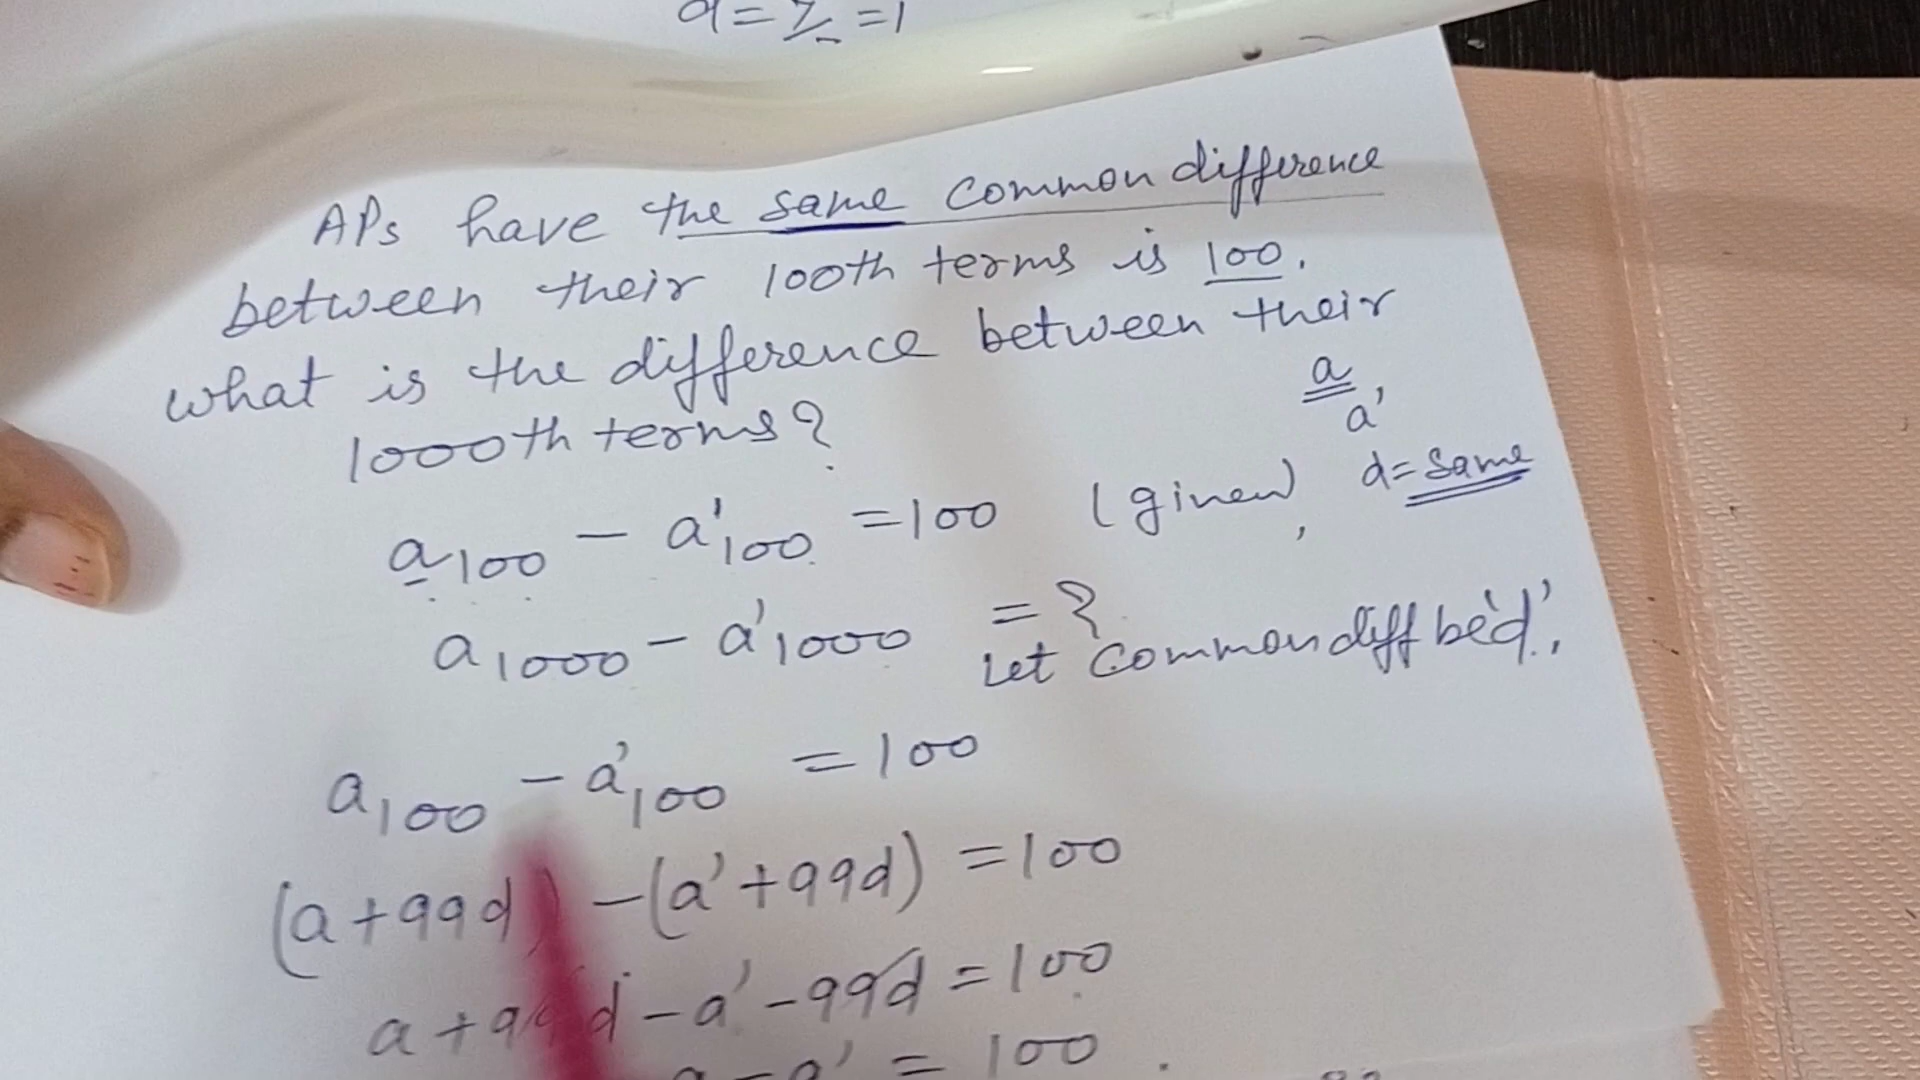 APs have the same common difference
between their 100th terms is 100.
what is the difference between their
1000th terms?
a
a'
d=same
a100 - a'100 = 100 (given),
a1000 - a'1000 = ?
Let common diff be 'd'.
a100 - a'100 = 100
(a+99d) - (a'+99d) = 100
a+99d - a' - 99d = 100
a - a' = 100